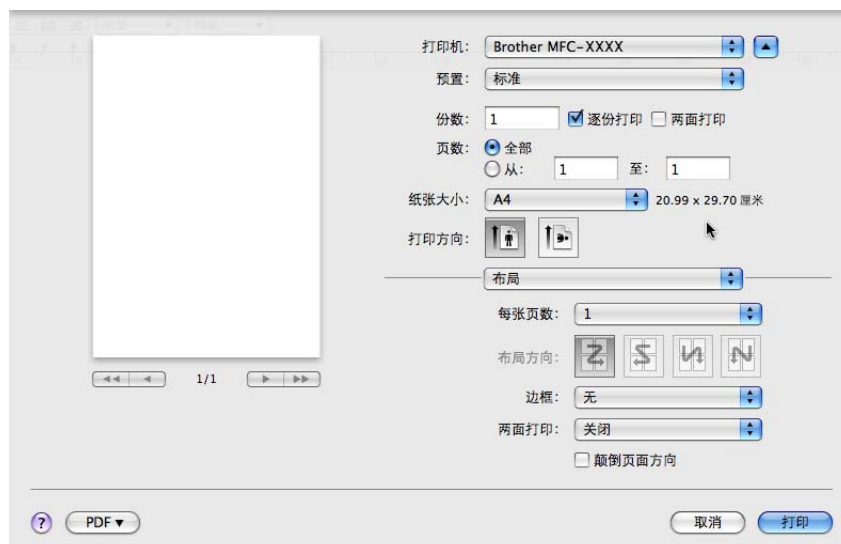 打印机: Brother MFC-XXXX
预置: 标准
份数: 1 逐份打印 两面打印
页数: 全部
从: 1 至: 1
纸张大小: A4 20.99 x 29.70 厘米
打印方向:
布局
每张页数: 1
布局方向:
1/1
边框: 无
两面打印: 关闭
颠倒页面方向
? PDF 取消 打印